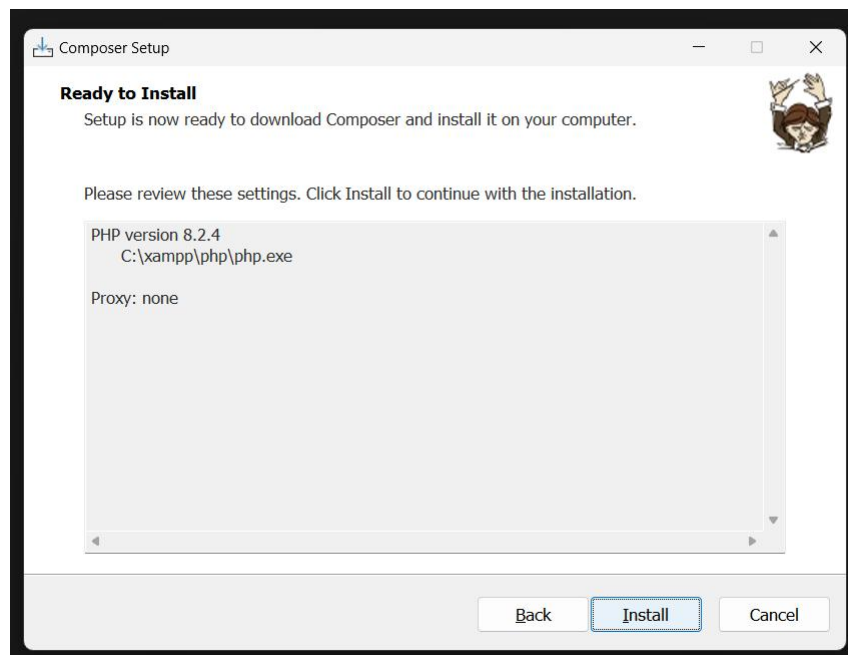 Composer Setup
Ready to Install
Setup is now ready to download Composer and install it on your computer.
Please review these settings. Click Install to continue with the installation.
PHP version 8.2.4
C:\xampp\php\php.exe
Proxy: none
Back
Install
Cancel